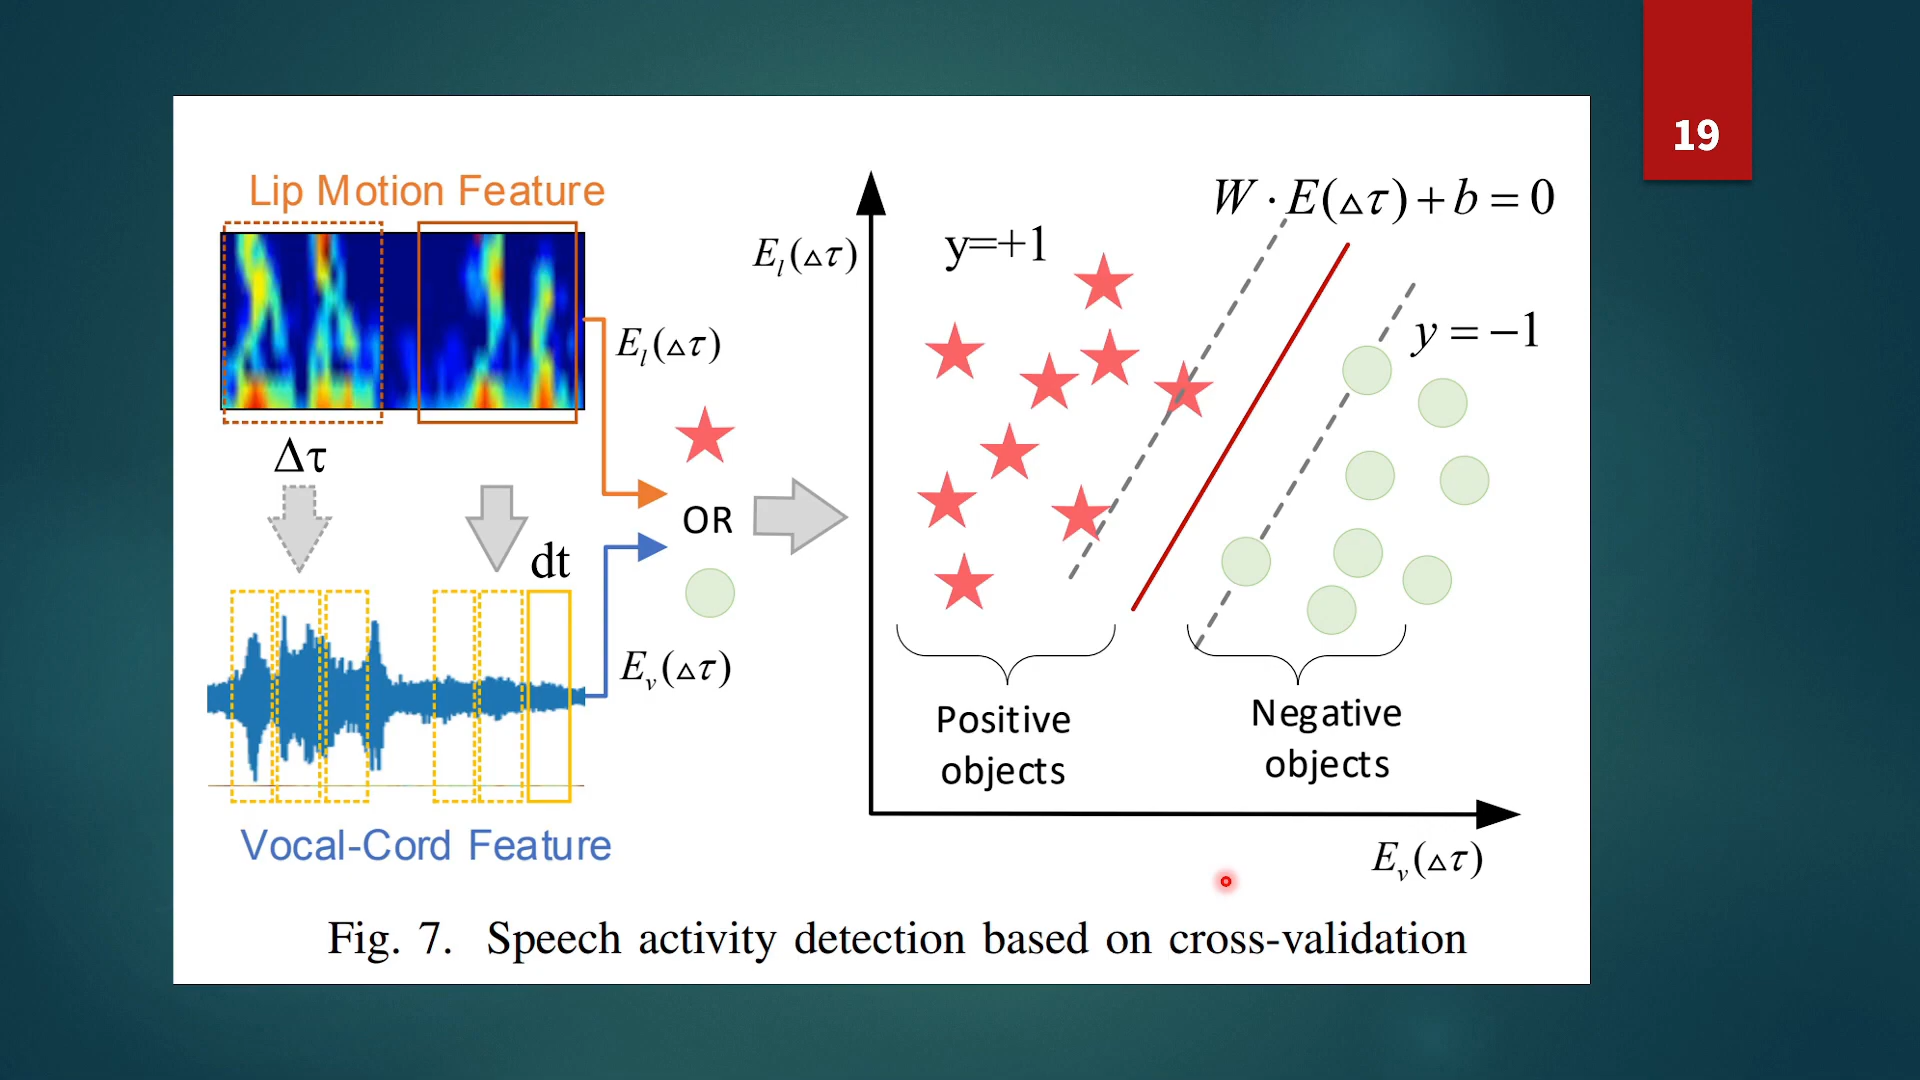 19
Lip Motion Feature
E_l(△τ)
Δτ
OR
dt
E_v(△τ)
Vocal-Cord Feature
E_l(△τ)
y=+1
W · E(△τ) + b = 0
y = −1
Positive
objects
Negative
objects
E_v(△τ)
Fig. 7. Speech activity detection based on cross-validation